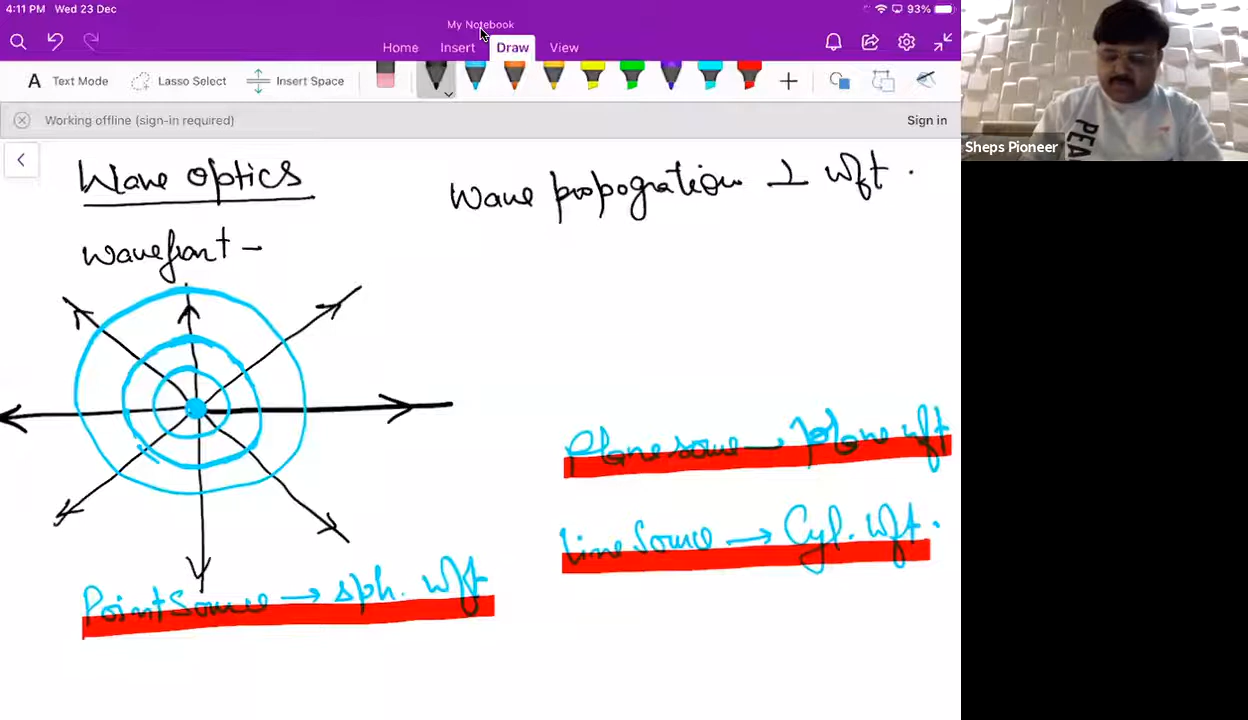 4:11 PM Wed 23 Dec
93%
My Notebook
Home Insert Draw View
A Text Mode Lasso Select Insert Space
Working offline (sign-in required)
Sign in
Sheps Pioneer
PEA
Wave optics
Wave propogration ⊥ wft.
Wavefront –
Plane source → plane wft
Line Source → Cyl. wft.
Point Source → sph. wft